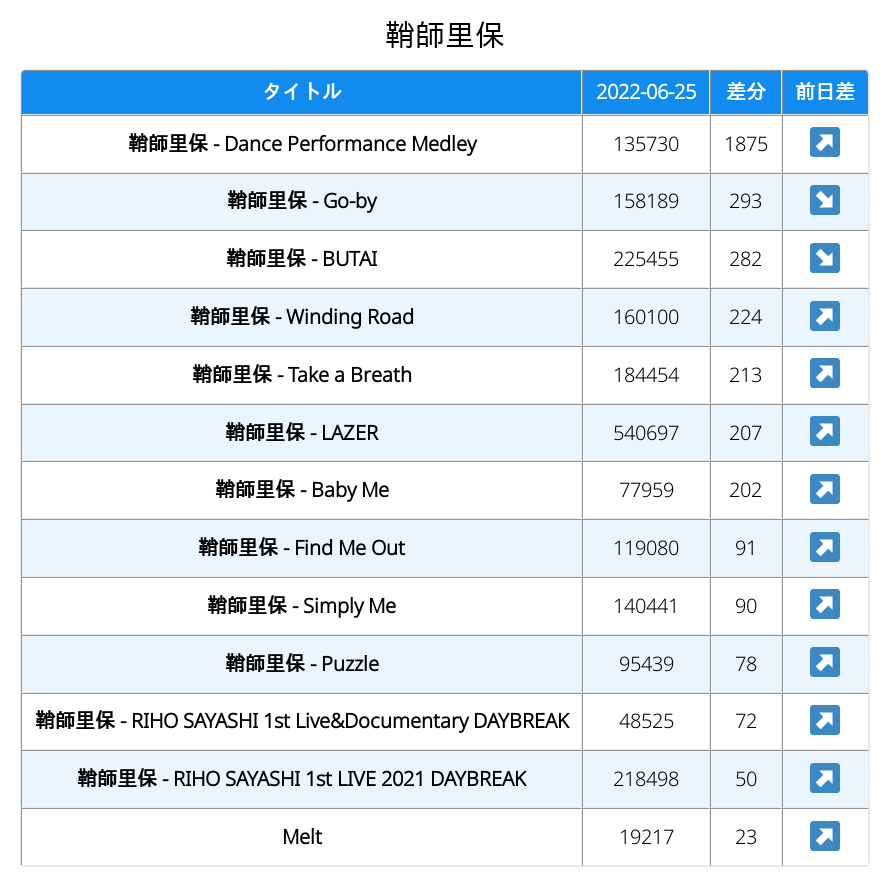 鞘師里保
タイトル 2022-06-25 差分 前日差
鞘師里保 - Dance Performance Medley 135730 1875
鞘師里保 - Go-by 158189 293
鞘師里保 - BUTAI 225455 282
鞘師里保 - Winding Road 160100 224
鞘師里保 - Take a Breath 184454 213
鞘師里保 - LAZER 540697 207
鞘師里保 - Baby Me 77959 202
鞘師里保 - Find Me Out 119080 91
鞘師里保 - Simply Me 140441 90
鞘師里保 - Puzzle 95439 78
鞘師里保 - RIHO SAYASHI 1st Live&Documentary DAYBREAK 48525 72
鞘師里保 - RIHO SAYASHI 1st LIVE 2021 DAYBREAK 218498 50
Melt 19217 23